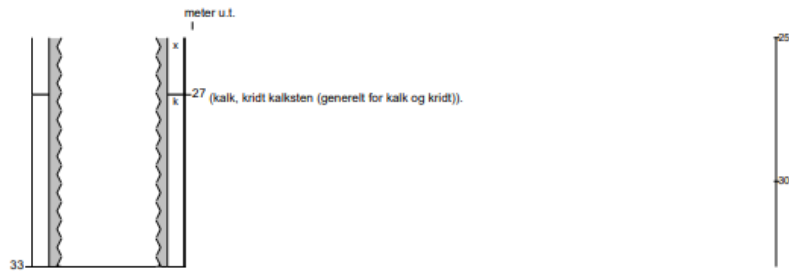 meter u.t.
25
x
27 (kalk, kridt kalksten (generelt for kalk og kridt)).
k
30
33